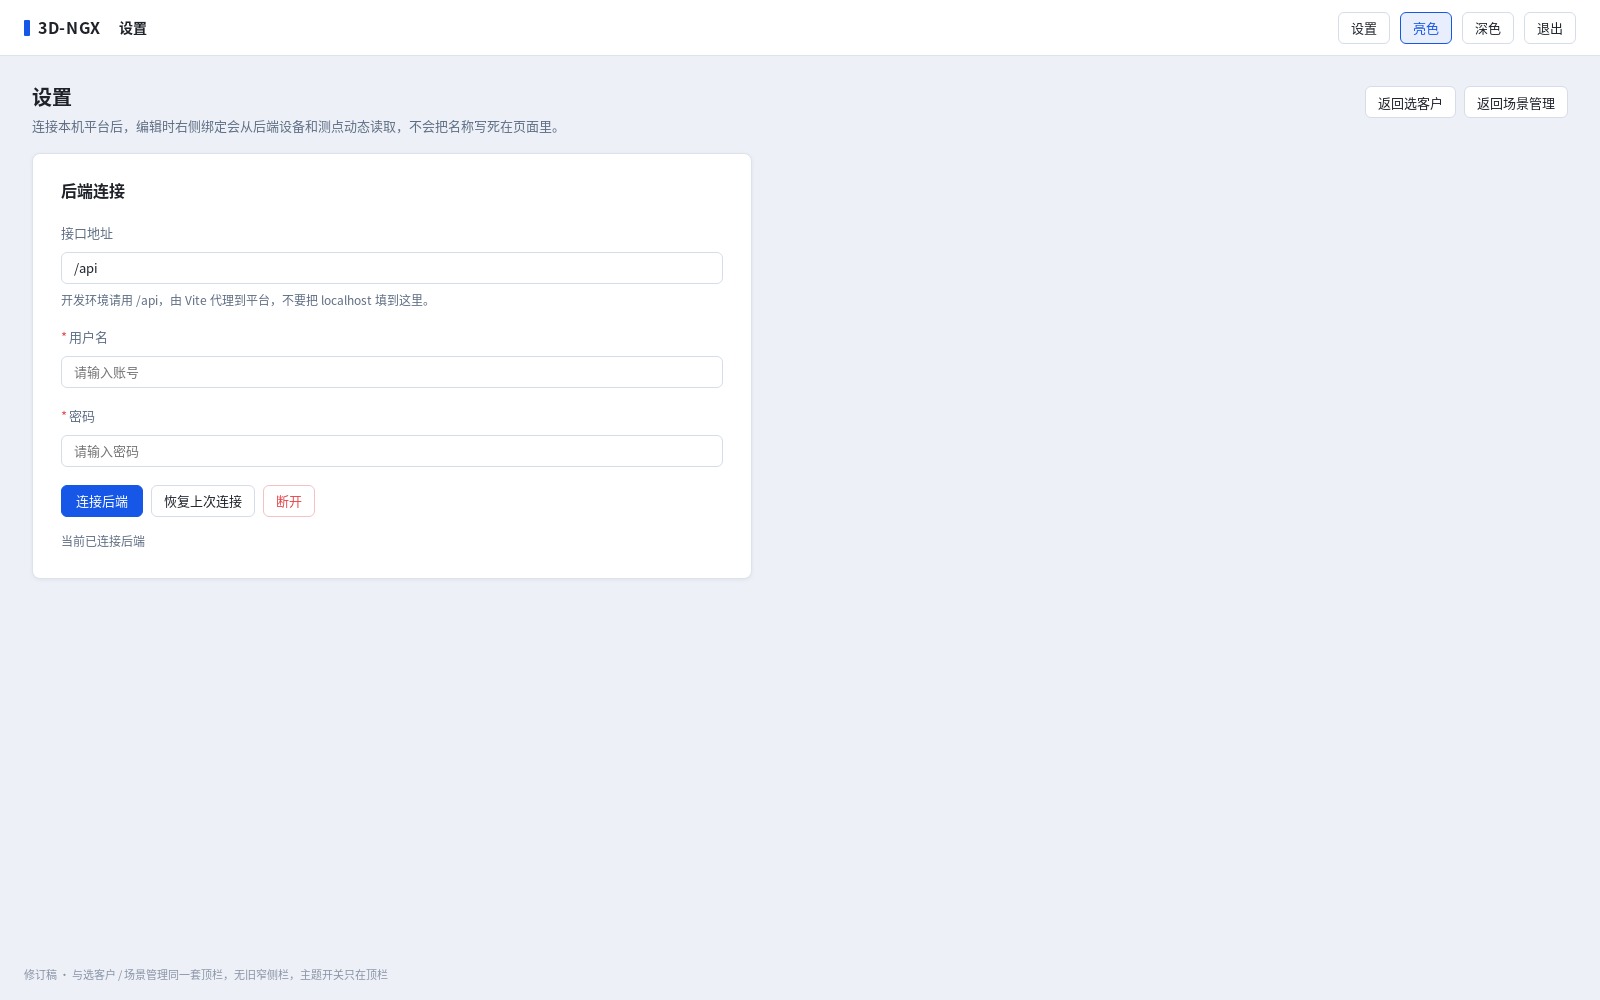 3D-NGX 设置 设置 亮色 深色 退出
设置
返回选客户 返回场景管理
连接本机平台后，编辑时右侧绑定会从后端设备和测点动态读取，不会把名称写死在页面里。
后端连接
接口地址
/api
开发环境请用 /api，由 Vite 代理到平台，不要把 localhost 填到这里。
* 用户名
请输入账号
* 密码
请输入密码
连接后端 恢复上次连接 断开
当前已连接后端
修订稿 · 与选客户 / 场景管理同一套顶栏，无旧窄侧栏，主题开关只在顶栏